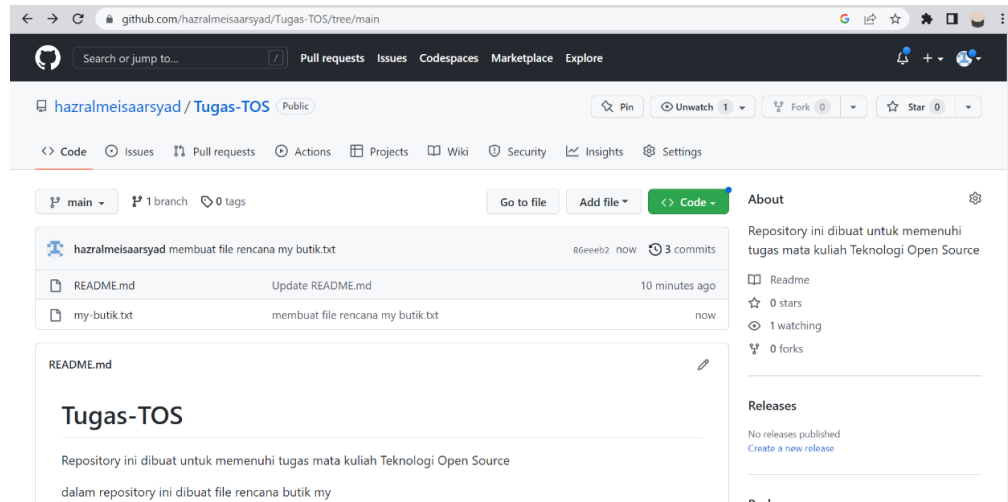 github.com/hazralmeisaarsyad/Tugas-TOS/tree/main
Search or jump to... / Pull requests Issues Codespaces Marketplace Explore
hazralmeisaarsyad / Tugas-TOS Public Pin Unwatch 1 Fork 0 Star 0
<> Code Issues Pull requests Actions Projects Wiki Security Insights Settings
main 1 branch 0 tags Go to file Add file <> Code
hazralmeisaarsyad membuat file rencana my butik.txt 86eeeb2 now 3 commits
README.md Update README.md 10 minutes ago
my-butik.txt membuat file rencana my butik.txt now
README.md
Tugas-TOS
Repository ini dibuat untuk memenuhi tugas mata kuliah Teknologi Open Source
dalam repository ini dibuat file rencana butik my
About
Repository ini dibuat untuk memenuhi
tugas mata kuliah Teknologi Open Source
Readme
0 stars
1 watching
0 forks
Releases
No releases published
Create a new release